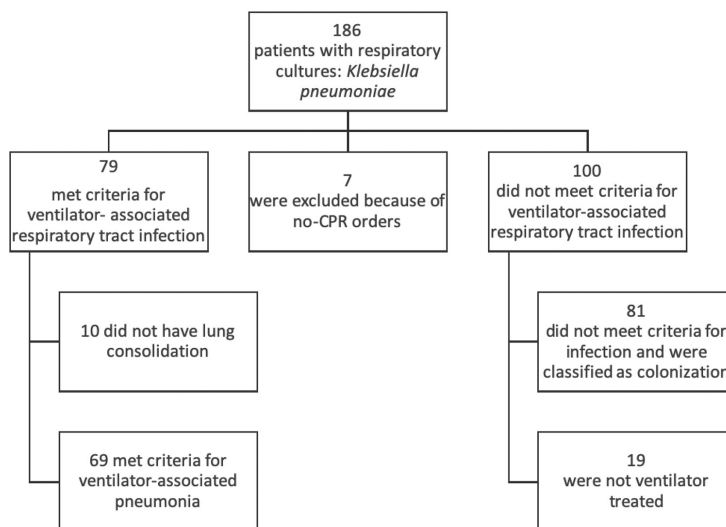 186
patients with respiratory
cultures: Klebsiella
pneumoniae
79
met criteria for
ventilator- associated
respiratory tract infection
7
were excluded because of
no-CPR orders
100
did not meet criteria for
ventilator-associated
respiratory tract infection
10 did not have lung
consolidation
81
did not meet criteria for
infection and were
classified as colonization
69 met criteria for
ventilator-associated
pneumonia
19
were not ventilator
treated